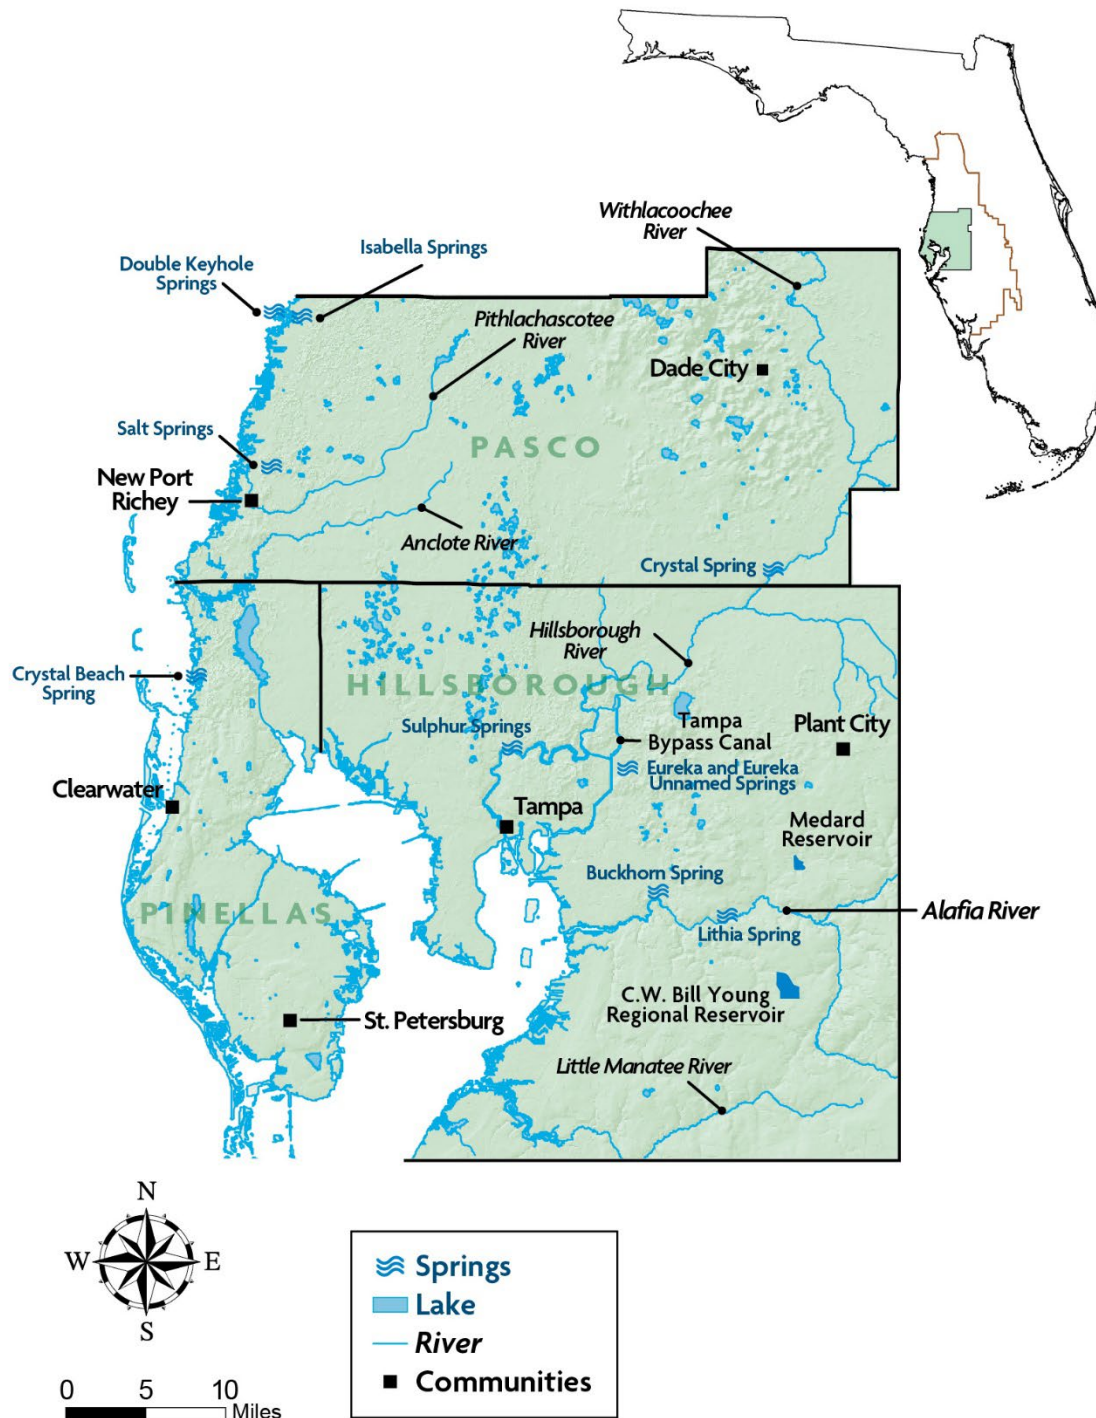 Withlacoochee
River
Isabella Springs
Double Keyhole
Springs
Pithlachascotee
River
Dade City
Salt Springs
PASCO
New Port
Richey
Anclote River
Crystal Spring
Hillsborough
River
Crystal Beach
Spring
HILLSBOROUGH
Sulphur Springs
Tampa
Bypass Canal
Plant City
Eureka and Eureka
Unnamed Springs
Clearwater
Tampa
Medard
Reservoir
Buckhorn Spring
PINELLAS
Alafia River
Lithia Spring
C.W. Bill Young
Regional Reservoir
St. Petersburg
Little Manatee River
N
W
E
S
Springs
Lake
River
Communities
0 5 10
Miles